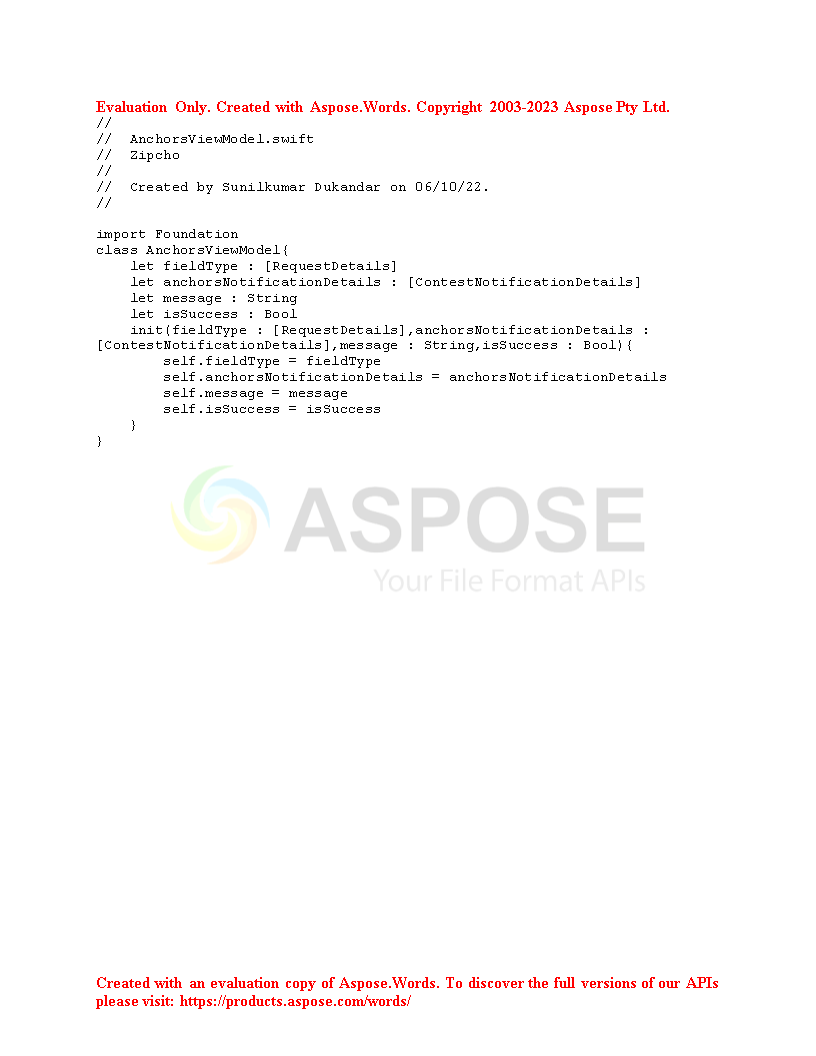 Evaluation Only. Created with Aspose.Words. Copyright 2003-2023 Aspose Pty Ltd.
//
//  AnchorsViewModel.swift
//  Zipcho
//
//  Created by Sunilkumar Dukandar on 06/10/22.
//
import Foundation
class AnchorsViewModel{
    let fieldType : [RequestDetails]
    let anchorsNotificationDetails : [ContestNotificationDetails]
    let message : String
    let isSuccess : Bool
    init(fieldType : [RequestDetails],anchorsNotificationDetails :
[ContestNotificationDetails],message : String,isSuccess : Bool){
        self.fieldType = fieldType
        self.anchorsNotificationDetails = anchorsNotificationDetails
        self.message = message
        self.isSuccess = isSuccess
    }
}
ASPOSE
Your File Format APIs
Created with an evaluation copy of Aspose.Words. To discover the full versions of our APIs
please visit: https://products.aspose.com/words/